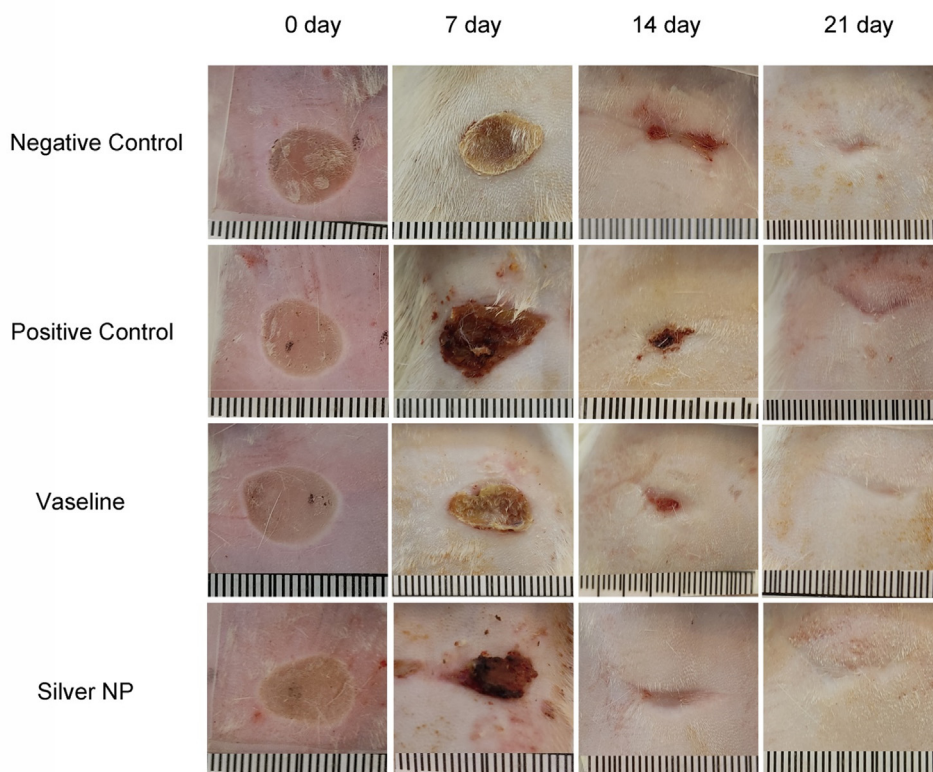 0 day 7 day 14 day 21 day
Negative Control
Positive Control
Vaseline
Silver NP